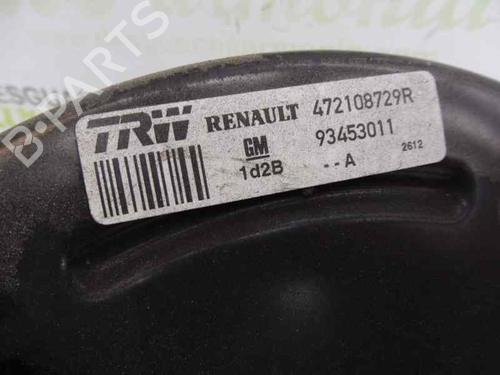 TRW RENAULT 472108729R
GM 93453011
1d2B --A 2612
B-PARTS